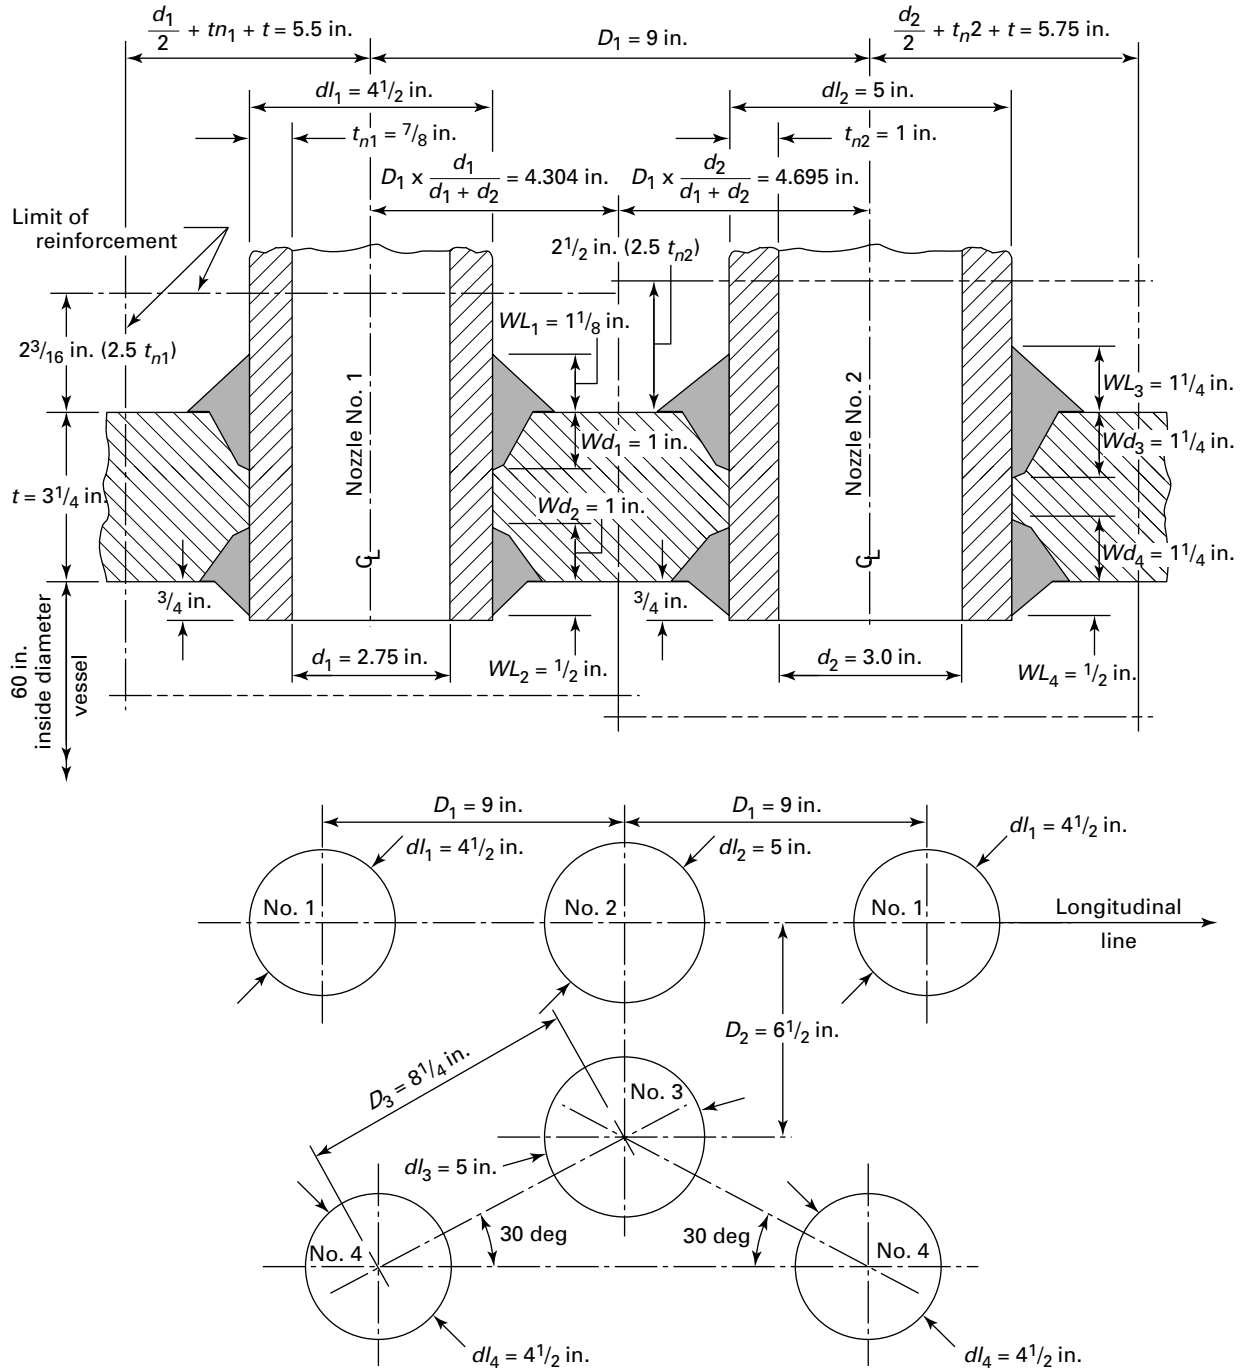 d1/2 + tn1 + t = 5.5 in.
D1 = 9 in.
d2/2 + tn2 + t = 5.75 in.
dl1 = 4 1/2 in.
dl2 = 5 in.
tn1 = 7/8 in.
tn2 = 1 in.
D1 x d1/(d1 + d2) = 4.304 in.
D1 x d2/(d1 + d2) = 4.695 in.
Limit of
reinforcement
2 1/2 in. (2.5 tn2)
WL1 = 1 1/8 in.
2 3/16 in. (2.5 tn1)
Nozzle No. 1
Nozzle No. 2
WL3 = 1 1/4 in.
Wd1 = 1 in.
Wd3 = 1 1/4 in.
t = 3 1/4 in.
Wd2 = 1 in.
CL
CL
Wd4 = 1 1/4 in.
3/4 in.
3/4 in.
60 in.
inside diameter
vessel
d1 = 2.75 in.
WL2 = 1/2 in.
d2 = 3.0 in.
WL4 = 1/2 in.
D1 = 9 in.
D1 = 9 in.
dl1 = 4 1/2 in.
dl2 = 5 in.
dl1 = 4 1/2 in.
No. 1
No. 2
No. 1
Longitudinal
line
D2 = 6 1/2 in.
D3 = 8 1/4 in.
No. 3
dl3 = 5 in.
30 deg
30 deg
No. 4
No. 4
dl4 = 4 1/2 in.
dl4 = 4 1/2 in.